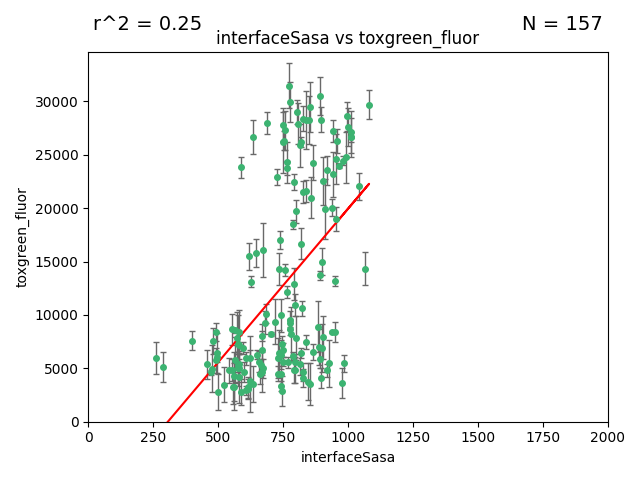 r^2 = 0.25
N = 157
interfaceSasa vs toxgreen_fluor
30000
25000
20000
15000
10000
5000
0
toxgreen_fluor
0 250 500 750 1000 1250 1500 1750 2000
interfaceSasa